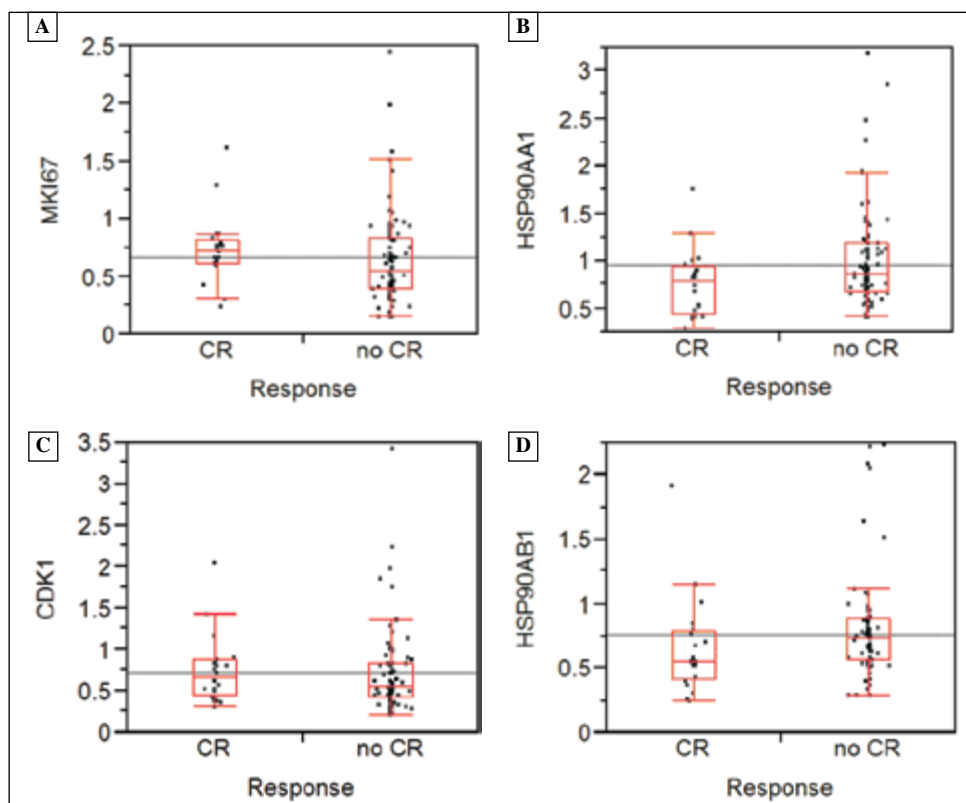 A
MKI67
2.5
2
1.5
1
0.5
0
CR no CR
Response
B
HSP90AA1
3
2.5
2
1.5
1
0.5
CR no CR
Response
C
CDK1
3.5
3
2.5
2
1.5
1
0.5
0
CR no CR
Response
D
HSP90AB1
2
1.5
1
0.5
0
CR no CR
Response